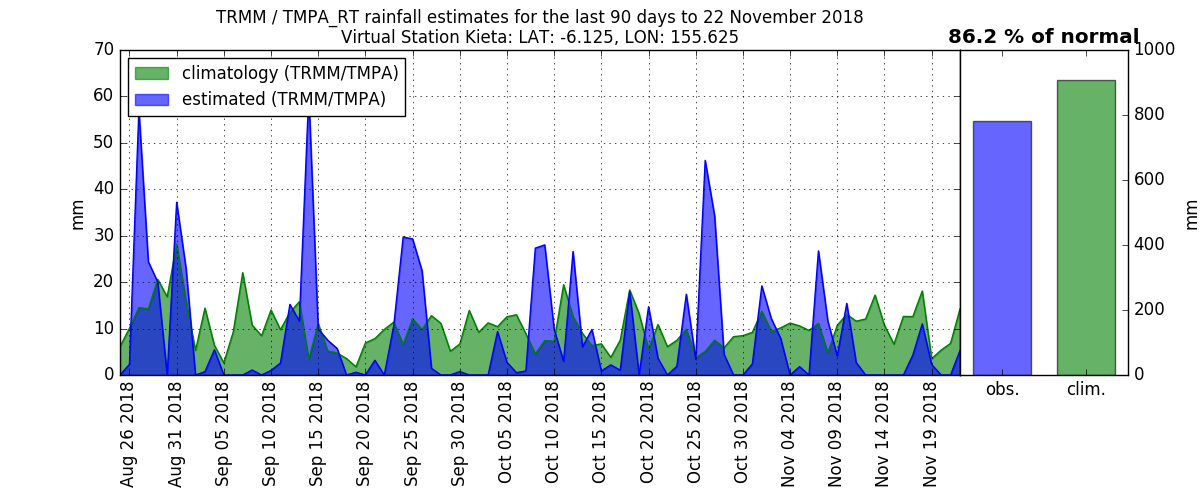 TRMM / TMPA_RT rainfall estimates for the last 90 days to 22 November 2018
Virtual Station Kieta: LAT: -6.125, LON: 155.625
86.2 % of normal
climatology (TRMM/TMPA)
estimated (TRMM/TMPA)
mm
70
60
50
40
30
20
10
0
Aug 26 2018
Aug 31 2018
Sep 05 2018
Sep 10 2018
Sep 15 2018
Sep 20 2018
Sep 25 2018
Sep 30 2018
Oct 05 2018
Oct 10 2018
Oct 15 2018
Oct 20 2018
Oct 25 2018
Oct 30 2018
Nov 04 2018
Nov 09 2018
Nov 14 2018
Nov 19 2018
obs.
clim.
1000
800
600
400
200
0
mm